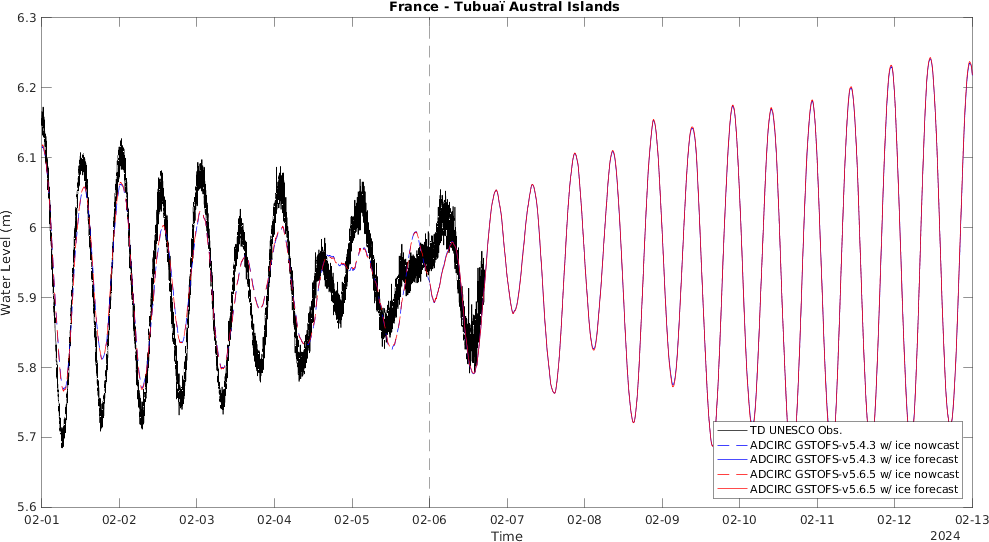 France - Tubuaï Austral Islands
Water Level (m)
6.3
6.2
6.1
6
5.9
5.8
5.7
5.6
TD UNESCO Obs.
ADCIRC GSTOFS-v5.4.3 w/ ice nowcast
ADCIRC GSTOFS-v5.4.3 w/ ice forecast
ADCIRC GSTOFS-v5.6.5 w/ ice nowcast
ADCIRC GSTOFS-v5.6.5 w/ ice forecast
02-01 02-02 02-03 02-04 02-05 02-06 02-07 02-08 02-09 02-10 02-11 02-12 02-13
Time
2024